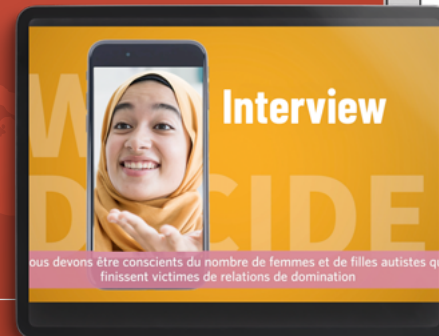 Interview
W
DECIDE
ous devons être conscients du nombre de femmes et de filles autistes qu
finissent victimes de relations de domination